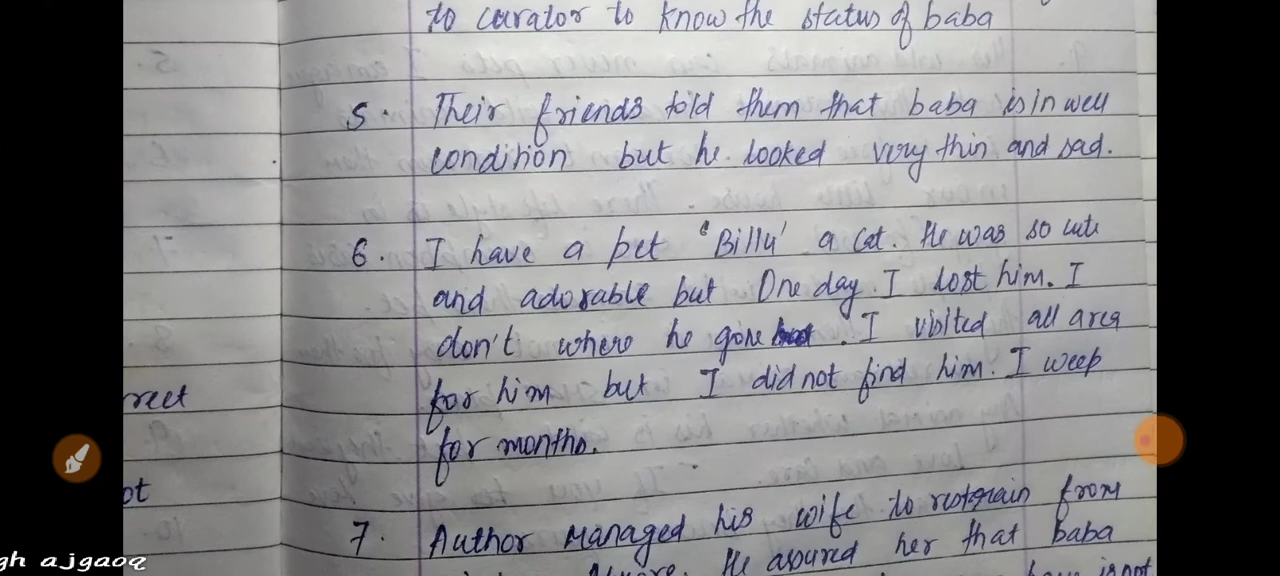 to curator to know the status of baba
5. Their friends told them that baba is in well
condition but he looked very thin and sad.
6. I have a pet 'Billu' a cat. He was so cute
and adorable but One day I lost him. I
don't where he gone. I visited all area
for him but I did not find him. I weep
rect
for months.
ot
7. Author Managed his wife to restrain from
He assured her that baba
is not
gh ajgaoq